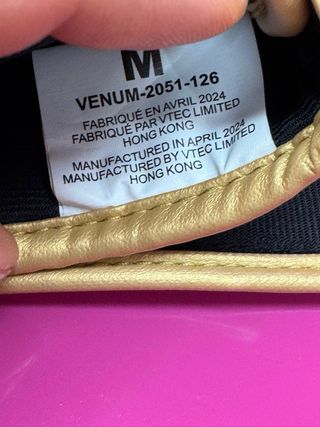 M
VENUM-2051-126
FABRIQUÉ EN AVRIL 2024
FABRIQUÉ PAR VTEC LIMITED
HONG KONG
MANUFACTURED IN APRIL 2024
MANUFACTURED BY VTEC LIMITED
HONG KONG